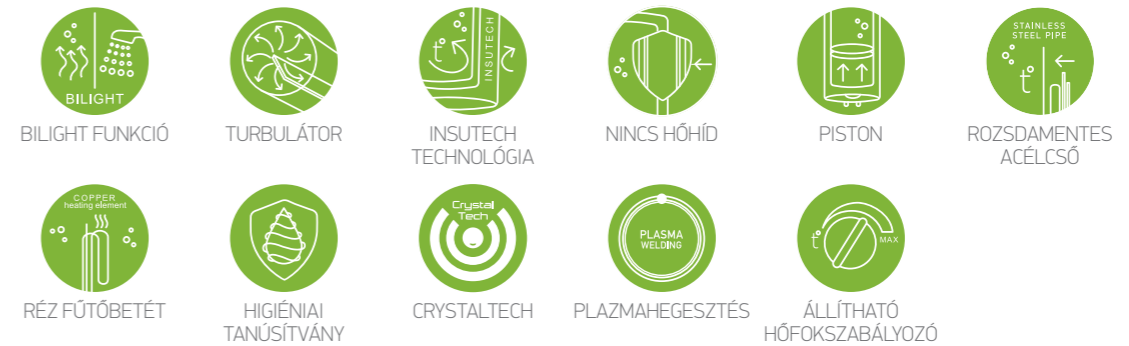 BILIGHT
BILIGHT FUNKCIÓ
TURBULÁTOR
t°
INSUTECH
INSUTECH
TECHNOLÓGIA
NINCS HŐHÍD
PISTON
STAINLESS
STEEL PIPE
t°
ROZSDAMENTES
ACÉLCSŐ
COPPER
heating element
RÉZ FŰTŐBETÉT
HIGIÉNIAI
TANÚSÍTVÁNY
Crystal
Tech
CRYSTALTECH
PLASMA
WELDING
PLAZMAHEGESZTÉS
t°
MAX
ÁLLÍTHATÓ
HŐFOKSZABÁLYOZÓ